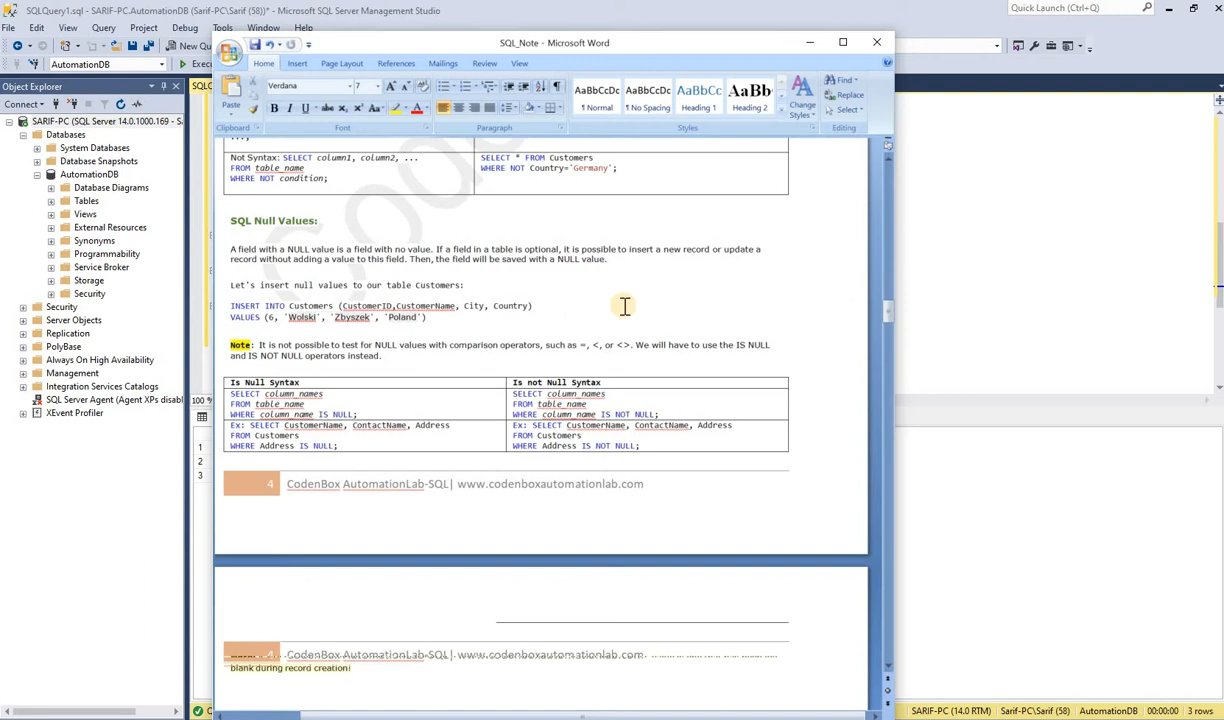 SQLQuery1.sql - SARIF-PC.AutomationDB (Sarif-PC\Sarif (58))* - Microsoft SQL Server Management Studio
Quick Launch (Ctrl+Q)
File Edit View Query Project Debug Tools Window Help
New Qu
AutomationDB
Execute
Object Explorer
Connect
SARIF-PC (SQL Server 14.0.1000.169 - Sa
Databases
System Databases
Database Snapshots
AutomationDB
Database Diagrams
Tables
Views
External Resources
Synonyms
Programmability
Service Broker
Storage
Security
Security
Server Objects
Replication
PolyBase
Always On High Availability
Management
Integration Services Catalogs
SQL Server Agent (Agent XPs disabl
XEvent Profiler
SQLQ
100 %
1
2
3
SQL_Note - Microsoft Word
Home Insert Page Layout References Mailings Review View
Paste
Verdana 7
AaBbCcDc AaBbCcDc AaBbCc AaBb(
¶ Normal ¶ No Spacing Heading 1 Heading 2
Change Styles
Find
Replace
Select
Clipboard Font Paragraph Styles Editing
...;
Not Syntax: SELECT column1, column2, ...
FROM table_name
WHERE NOT condition;
SELECT * FROM Customers
WHERE NOT Country='Germany';
SQL Null Values:
A field with a NULL value is a field with no value. If a field in a table is optional, it is possible to insert a new record or update a
record without adding a value to this field. Then, the field will be saved with a NULL value.
Let's insert null values to our table Customers:
INSERT INTO Customers (CustomerID,CustomerName, City, Country)
VALUES (6, 'Wolski', 'Zbyszek', 'Poland')
Note: It is not possible to test for NULL values with comparison operators, such as =, <, or <>. We will have to use the IS NULL
and IS NOT NULL operators instead.
Is Null Syntax
SELECT column_names
FROM table_name
WHERE column_name IS NULL;
Ex: SELECT CustomerName, ContactName, Address
FROM Customers
WHERE Address IS NULL;
Is not Null Syntax
SELECT column_names
FROM table_name
WHERE column_name IS NOT NULL;
Ex: SELECT CustomerName, ContactName, Address
FROM Customers
WHERE Address IS NOT NULL;
4 CodenBox AutomationLab-SQL| www.codenboxautomationlab.com
4 CodenBox AutomationLab-SQL| www.codenboxautomationlab.com
blank during record creation!
SARIF-PC (14.0 RTM) Sarif-PC\Sarif (58) AutomationDB 00:00:00 3 rows